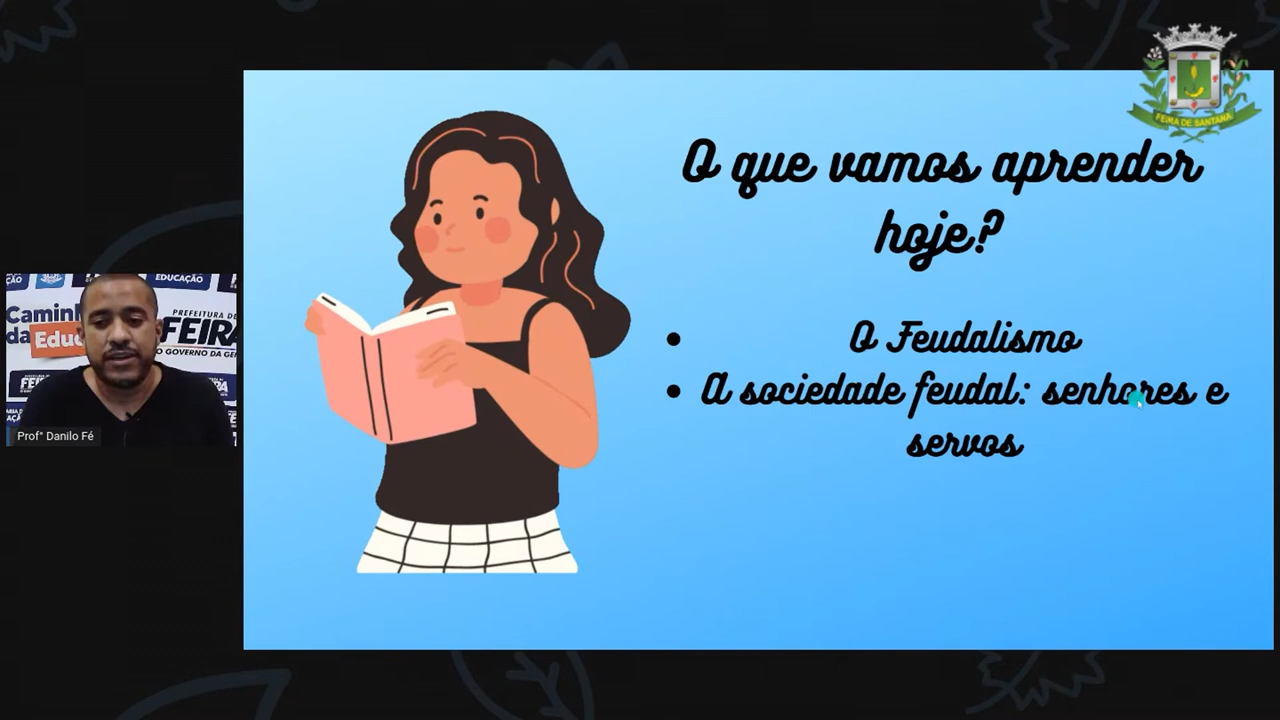 FEIRA DE SANTANA
O que vamos aprender
hoje?
• O Feudalismo
• A sociedade feudal: senhores e
servos
EDUCAÇÃO
PREFEITURA DE
FEIRA
O GOVERNO DA
Prof° Danilo Fé